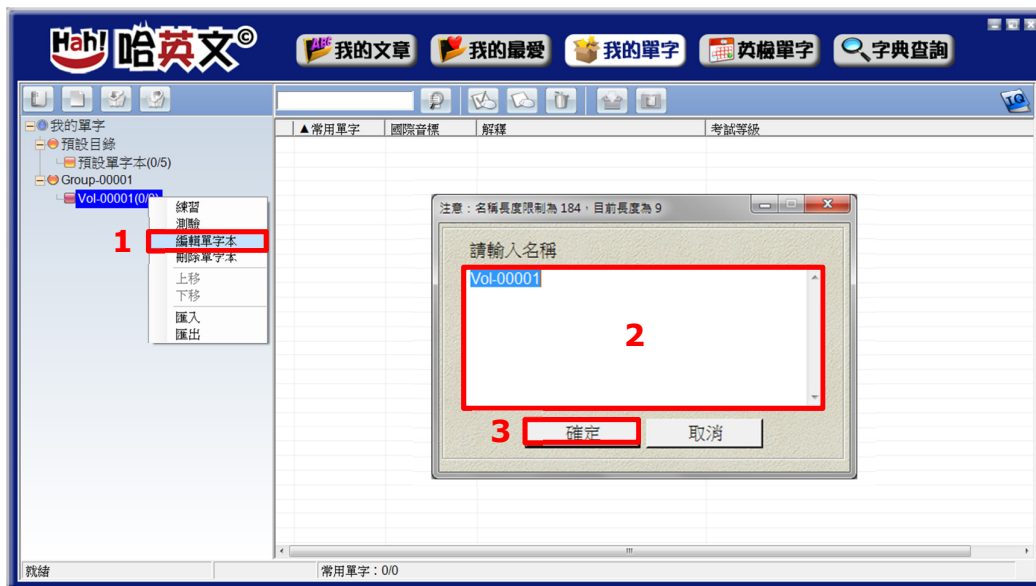 Hah! 哈英文©
ABC 我的文章
我的最愛
我的單字
英檢單字
字典查詢
IQ
我的單字
預設目錄
預設單字本(0/5)
Group-00001
Vol-00001(0/0)
▲常用單字 國際音標 解釋 考試等級
練習
測驗
1 編輯單字本
刪除單字本
上移
下移
匯入
匯出
注意：名稱長度限制為 184，目前長度為 9
請輸入名稱
Vol-00001
2
3 確定 取消
就緒 常用單字：0/0